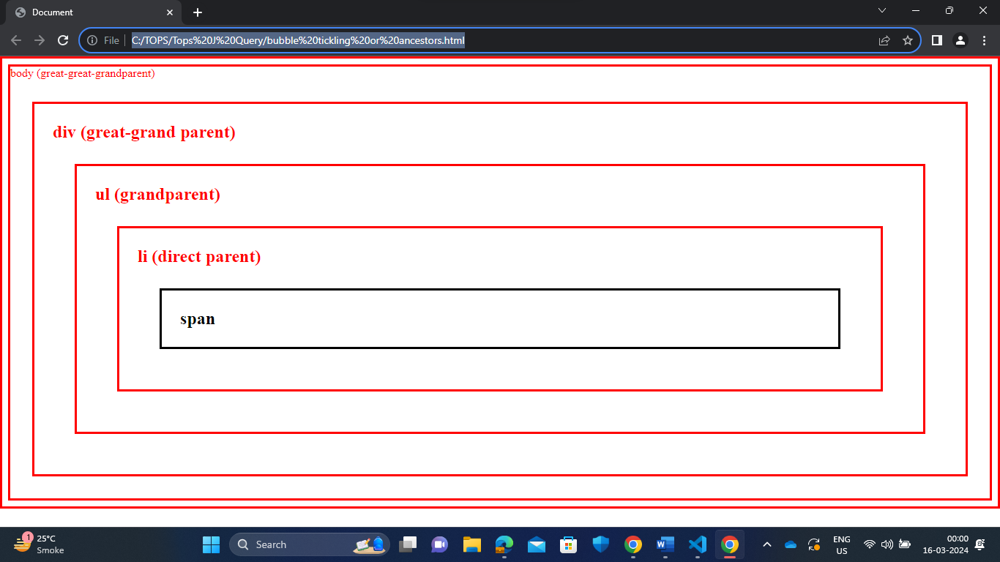 Document
File
C:/TOPS/Tops%20J%20Query/bubble%20tickling%20or%20ancestors.html
body (great-great-grandparent)
div (great-grand parent)
ul (grandparent)
li (direct parent)
span
1
25°C
Smoke
Search
W
ENG
US
00:00
16-03-2024